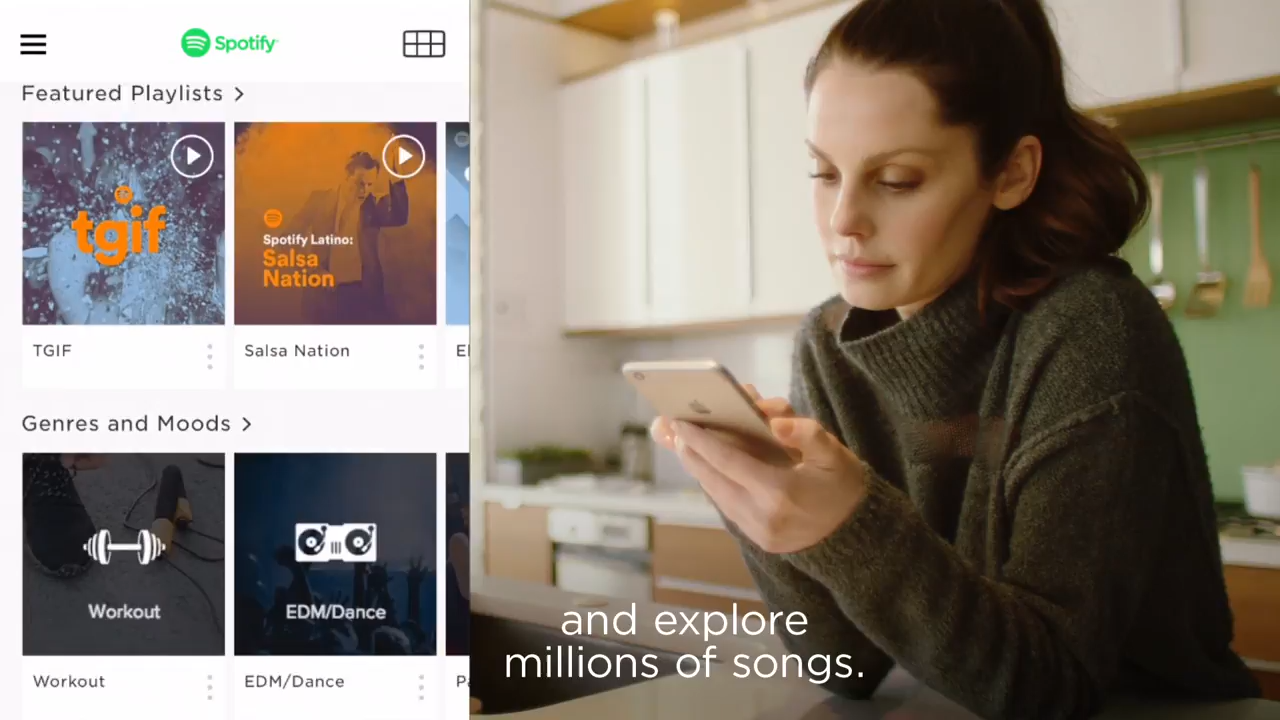 Spotify
Featured Playlists >
tgif
Spotify Latino:
Salsa
Nation
TGIF
Salsa Nation
Genres and Moods >
Workout
EDM/Dance
Workout
EDM/Dance
and explore
millions of songs.